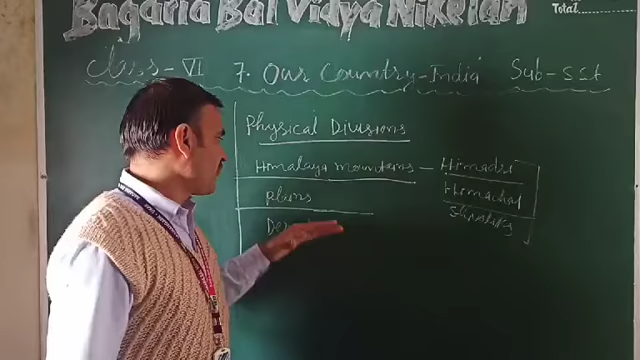 Bagaria Bal Vidya Niketan
Total
Class - VI 7. Our Country - India Sub - SSt
Physical Divisions
Himalaya mountains - Himadri
Plains Himachal